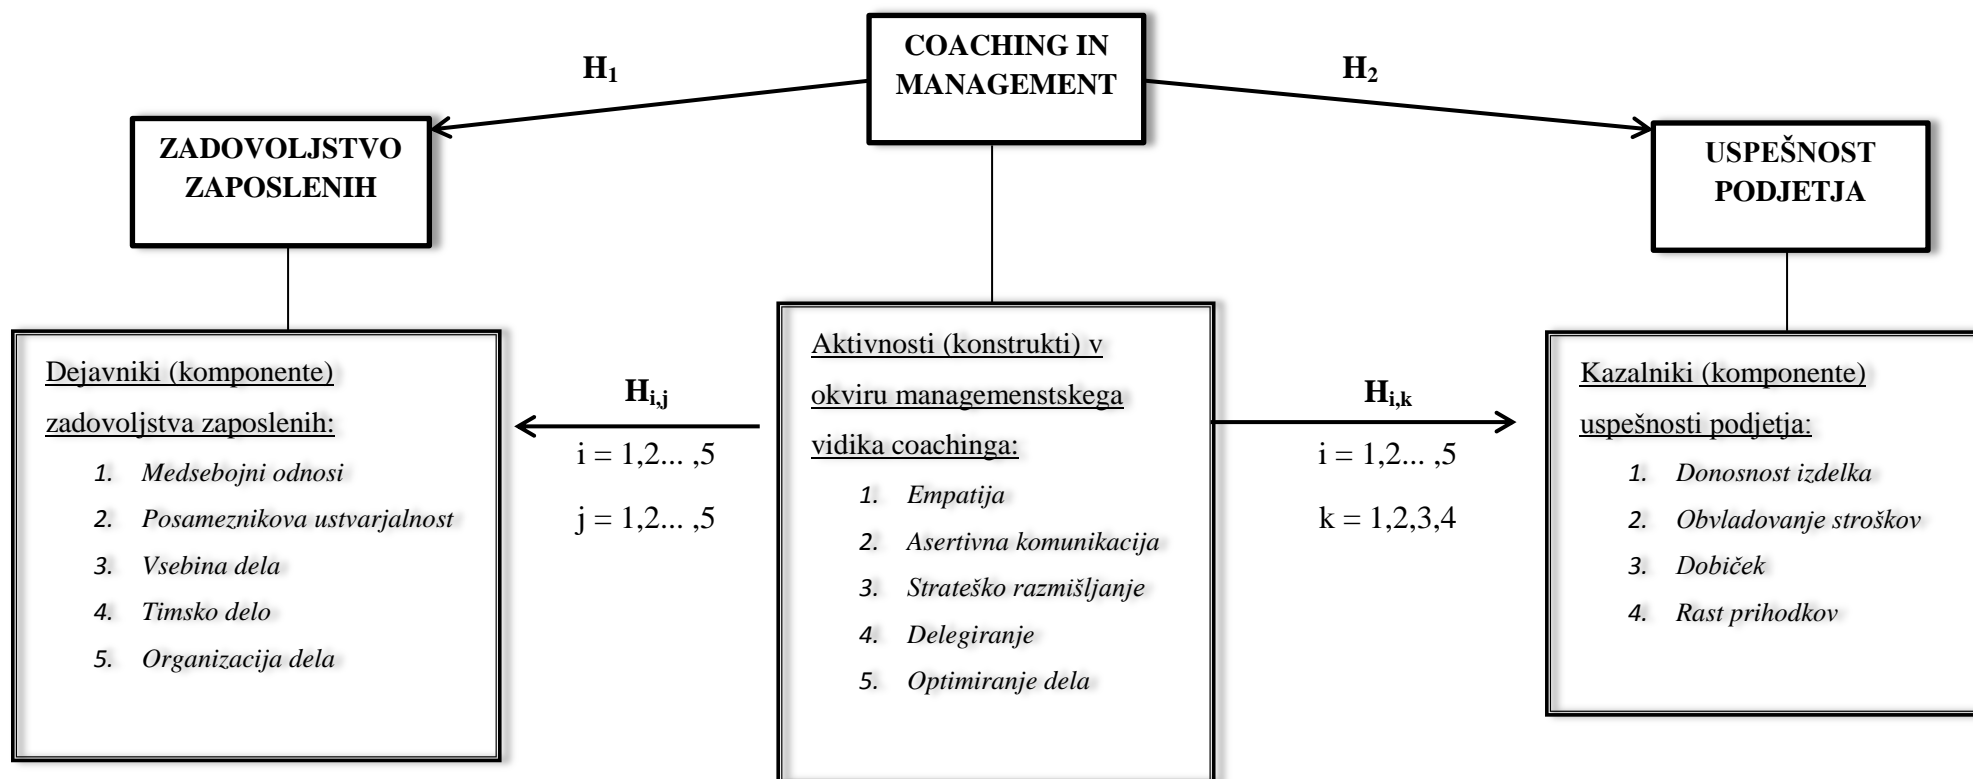 COACHING IN
MANAGEMENT
H₁
H₂
ZADOVOLJSTVO
ZAPOSLENIH
USPEŠNOST
PODJETJA
Dejavniki (komponente)
zadovoljstva zaposlenih:
1. Medsebojni odnosi
2. Posameznikova ustvarjalnost
3. Vsebina dela
4. Timsko delo
5. Organizacija dela
Hi,j
i = 1,2... ,5
j = 1,2... ,5
Aktivnosti (konstrukti) v
okviru managemenstskega
vidika coachinga:
1. Empatija
2. Asertivna komunikacija
3. Strateško razmišljanje
4. Delegiranje
5. Optimiranje dela
Hi,k
i = 1,2... ,5
k = 1,2,3,4
Kazalniki (komponente)
uspešnosti podjetja:
1. Donosnost izdelka
2. Obvladovanje stroškov
3. Dobiček
4. Rast prihodkov